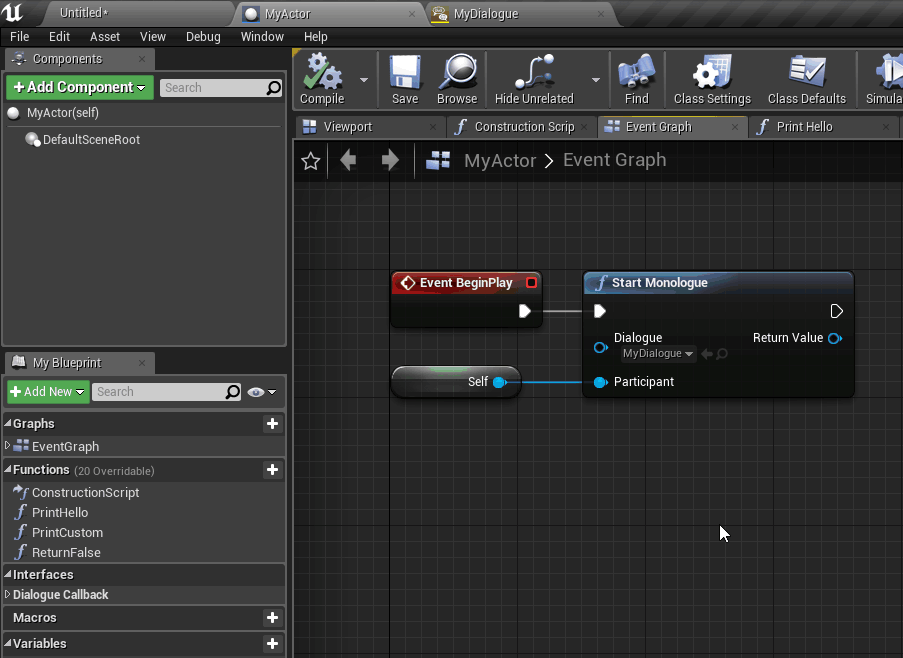 Untitled*
MyActor
MyDialogue
File Edit Asset View Debug Window Help
Components
+Add Component
Search
MyActor(self)
DefaultSceneRoot
My Blueprint
+Add New
Search
Graphs
EventGraph
Functions (20 Overridable)
ConstructionScript
PrintHello
PrintCustom
ReturnFalse
Interfaces
Dialogue Callback
Macros
Variables
Compile Save Browse Hide Unrelated Find Class Settings Class Defaults Simula
Viewport
Construction Scrip
Event Graph
Print Hello
MyActor > Event Graph
Event BeginPlay
Self
Start Monologue
Dialogue
MyDialogue
Return Value
Participant